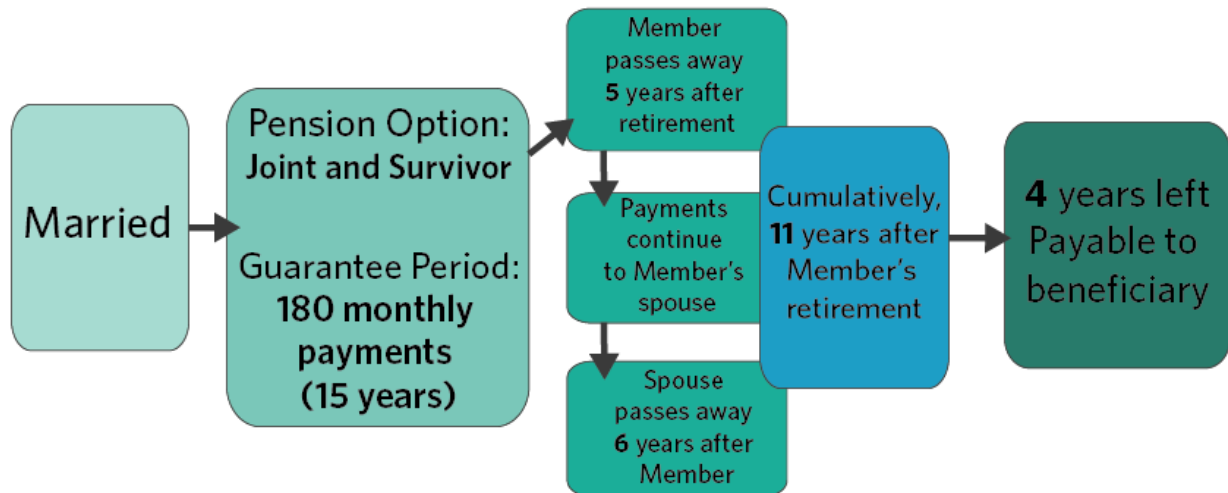 Married
Pension Option:
Joint and Survivor
Guarantee Period:
180 monthly
payments
(15 years)
Member
passes away
5 years after
retirement
Payments
continue
to Member's
spouse
Spouse
passes away
6 years after
Member
Cumulatively,
11 years after
Member's
retirement
4 years left
Payable to
beneficiary